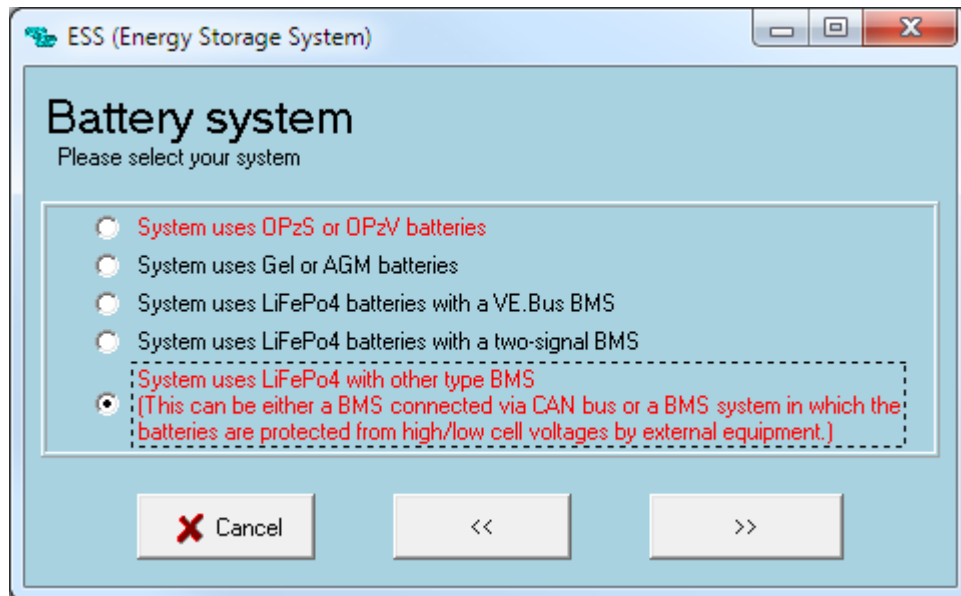 ESS (Energy Storage System)
Battery system
Please select your system
System uses OPzS or OPzV batteries
System uses Gel or AGM batteries
System uses LiFePo4 batteries with a VE.Bus BMS
System uses LiFePo4 batteries with a two-signal BMS
System uses LiFePo4 with other type BMS
(This can be either a BMS connected via CAN bus or a BMS system in which the
batteries are protected from high/low cell voltages by external equipment.)
Cancel
<<
>>